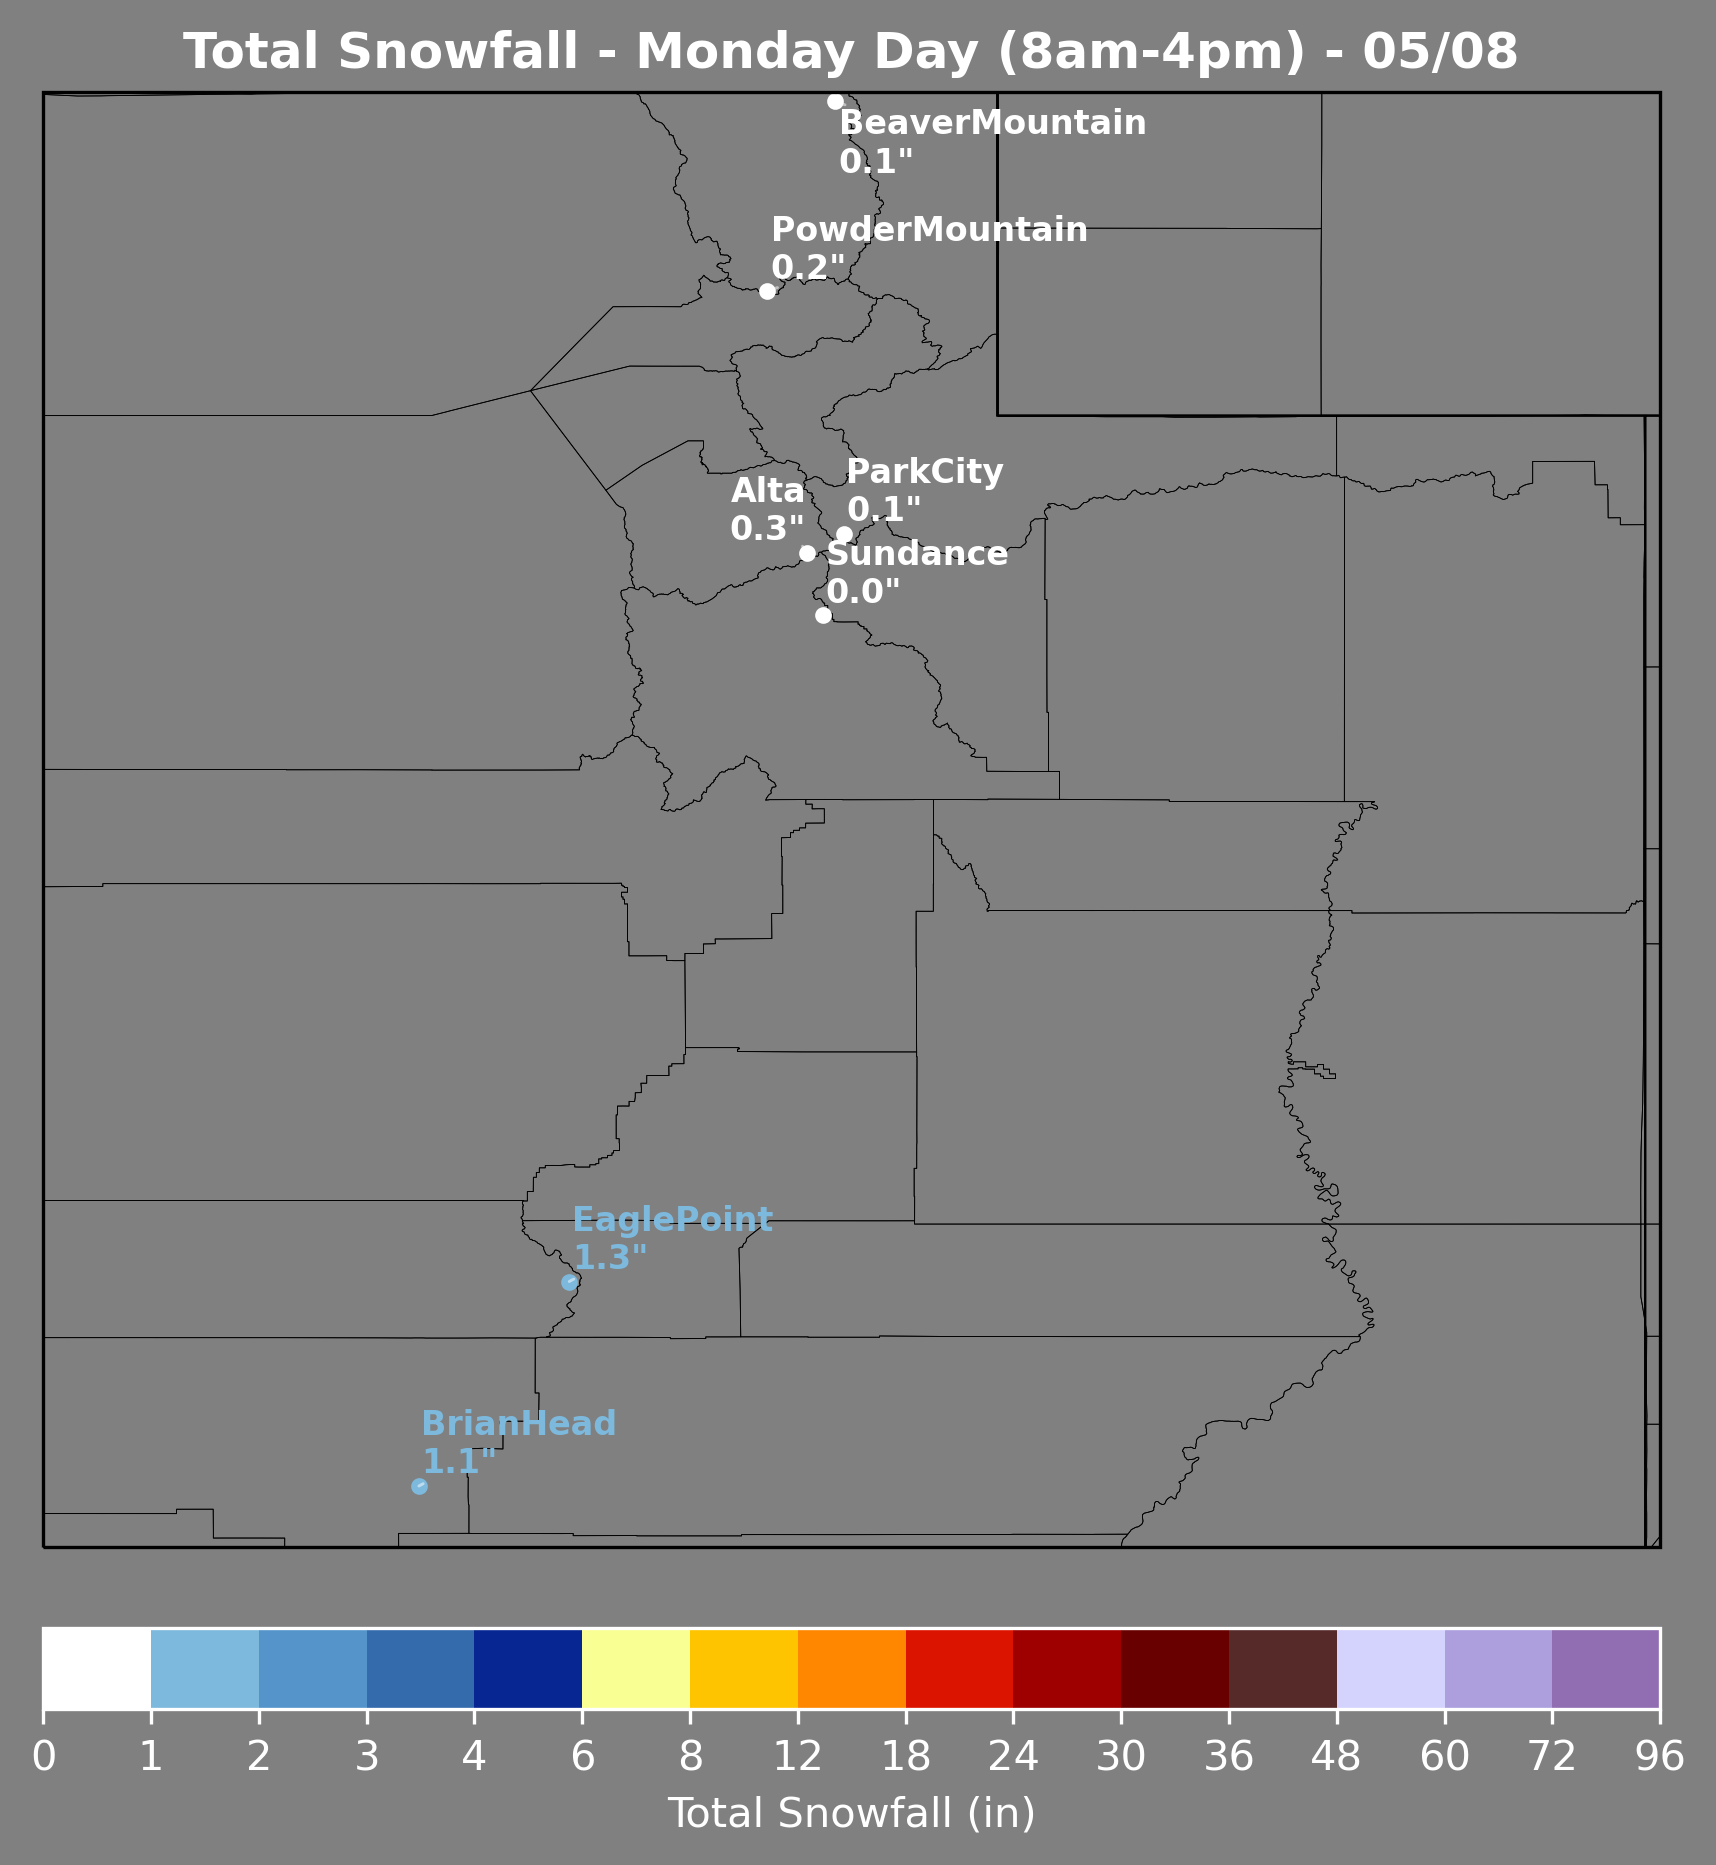 Total Snowfall - Monday Day (8am-4pm) - 05/08
BeaverMountain
0.1"
PowderMountain
0.2"
ParkCity
0.1"
Alta
0.3"
Sundance
0.0"
EaglePoint
1.3"
BrianHead
1.1"
0 1 2 3 4 6 8 12 18 24 30 36 48 60 72 96
Total Snowfall (in)